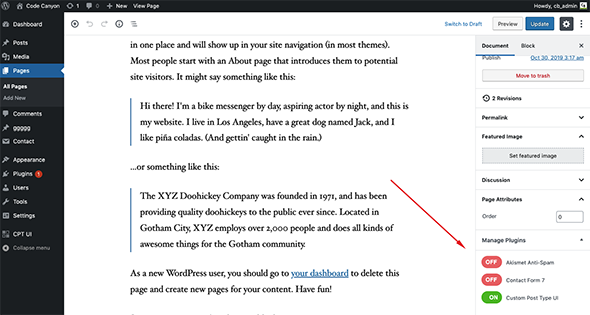 Code Canyon 1 0 + New View Page Howdy, cb_admin
Dashboard
Posts
Media
Pages
All Pages
Add New
Comments
ggggg
Contact
Appearance
Plugins 1
Users
Tools
Settings
CPT UI
Collapse menu
Switch to Draft Preview Update
in one place and will show up in your site navigation (in most themes).
Most people start with an About page that introduces them to potential
site visitors. It might say something like this:
Hi there! I'm a bike messenger by day, aspiring actor by night, and this
is my website. I live in Los Angeles, have a great dog named Jack, and I
like piña coladas. (And gettin' caught in the rain.)
...or something like this:
The XYZ Doohickey Company was founded in 1971, and has been
providing quality doohickeys to the public ever since. Located in
Gotham City, XYZ employs over 2,000 people and does all kinds of
awesome things for the Gotham community.
As a new WordPress user, you should go to your dashboard to delete this
page and create new pages for your content. Have fun!
Document Block
Publish Oct 30, 2019 3:17 am
Move to trash
2 Revisions
Permalink
Featured Image
Set featured image
Discussion
Page Attributes
Order 0
Manage Plugins
OFF Akismet Anti-Spam
OFF Contact Form 7
ON Custom Post Type UI